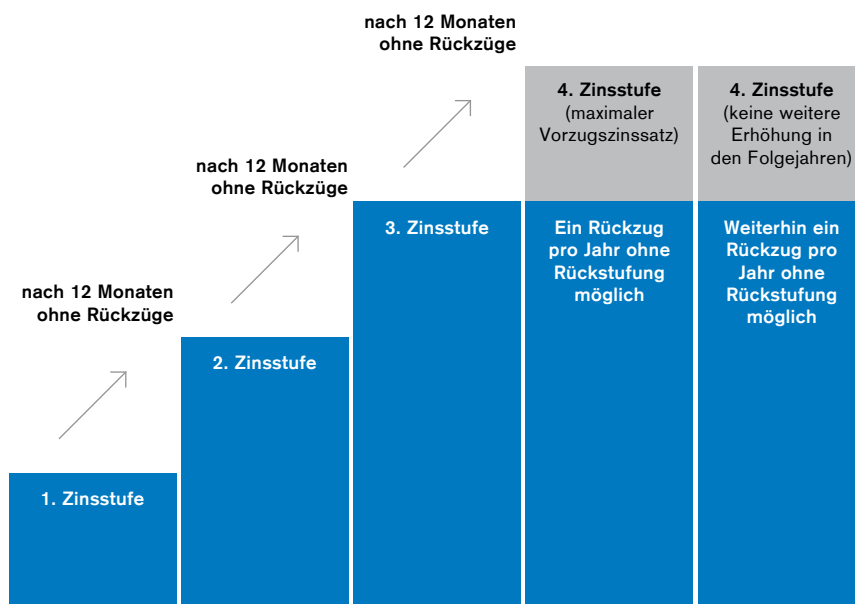 nach 12 Monaten
ohne Rückzüge
4. Zinsstufe
(maximaler
Vorzugszinssatz)
4. Zinsstufe
(keine weitere
Erhöhung in
den Folgejahren)
nach 12 Monaten
ohne Rückzüge
3. Zinsstufe
Ein Rückzug
pro Jahr ohne
Rückstufung
möglich
Weiterhin ein
Rückzug pro
Jahr ohne
Rückstufung
möglich
nach 12 Monaten
ohne Rückzüge
2. Zinsstufe
1. Zinsstufe